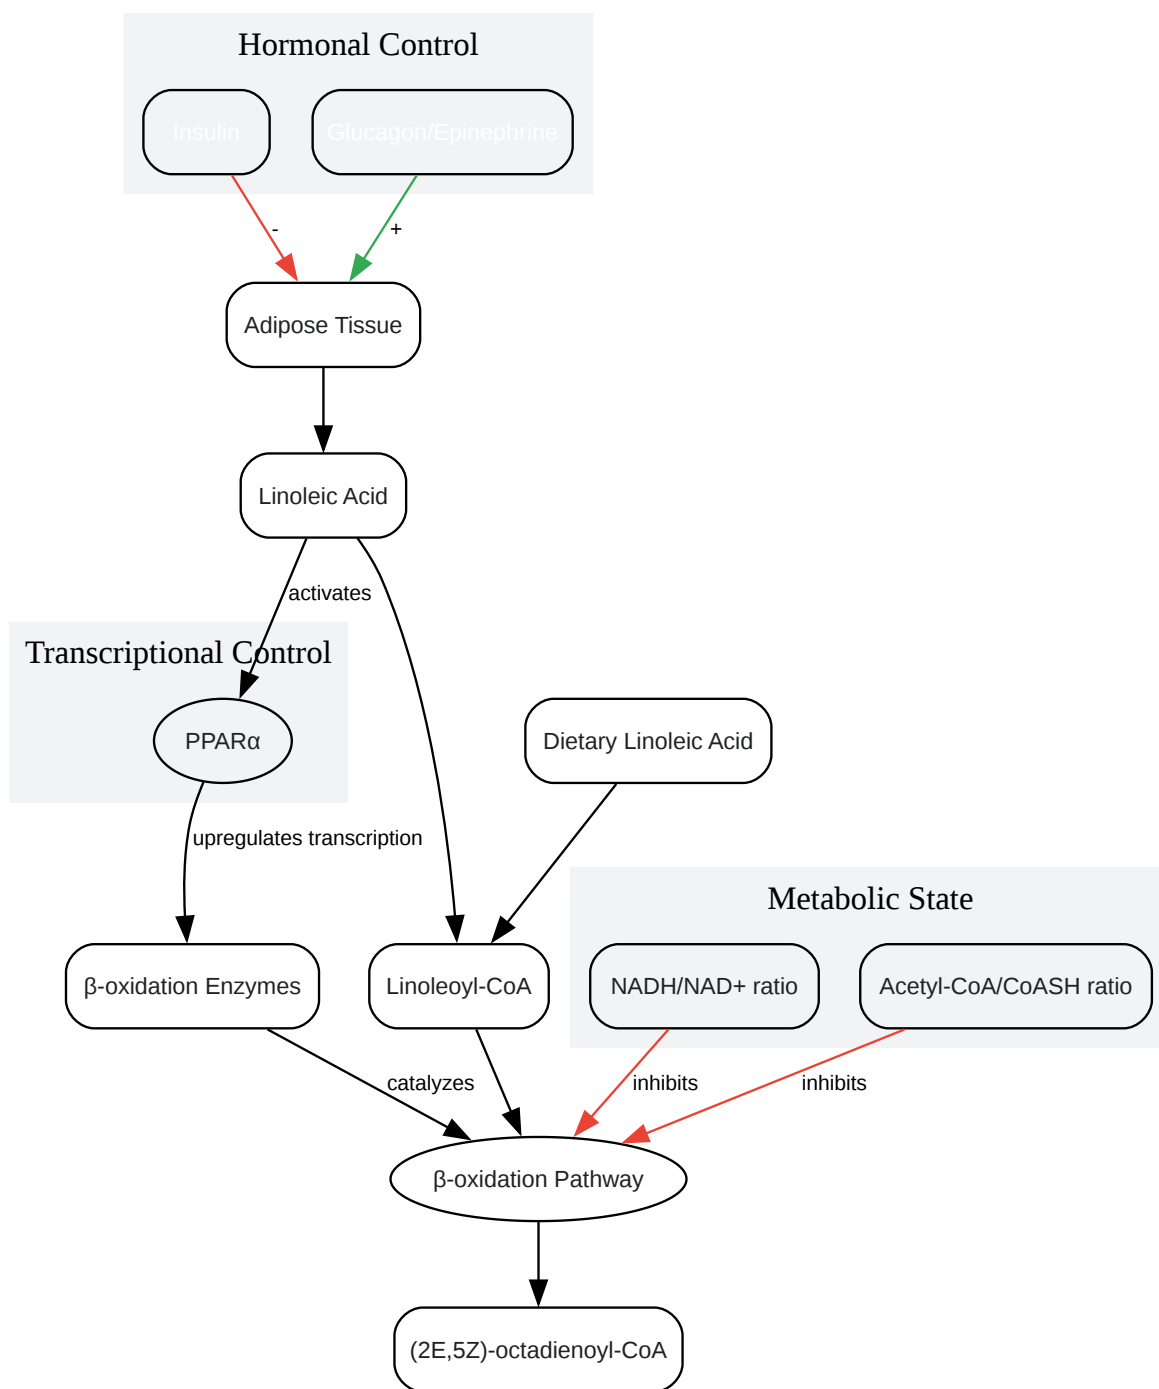 Hormonal Control
Insulin
Glucagon/Epinephrine
-
+
Adipose Tissue
Linoleic Acid
activates
Transcriptional Control
PPARα
Dietary Linoleic Acid
upregulates transcription
Metabolic State
β-oxidation Enzymes
Linoleoyl-CoA
NADH/NAD+ ratio
Acetyl-CoA/CoASH ratio
catalyzes
inhibits
inhibits
β-oxidation Pathway
(2E,5Z)-octadienoyl-CoA